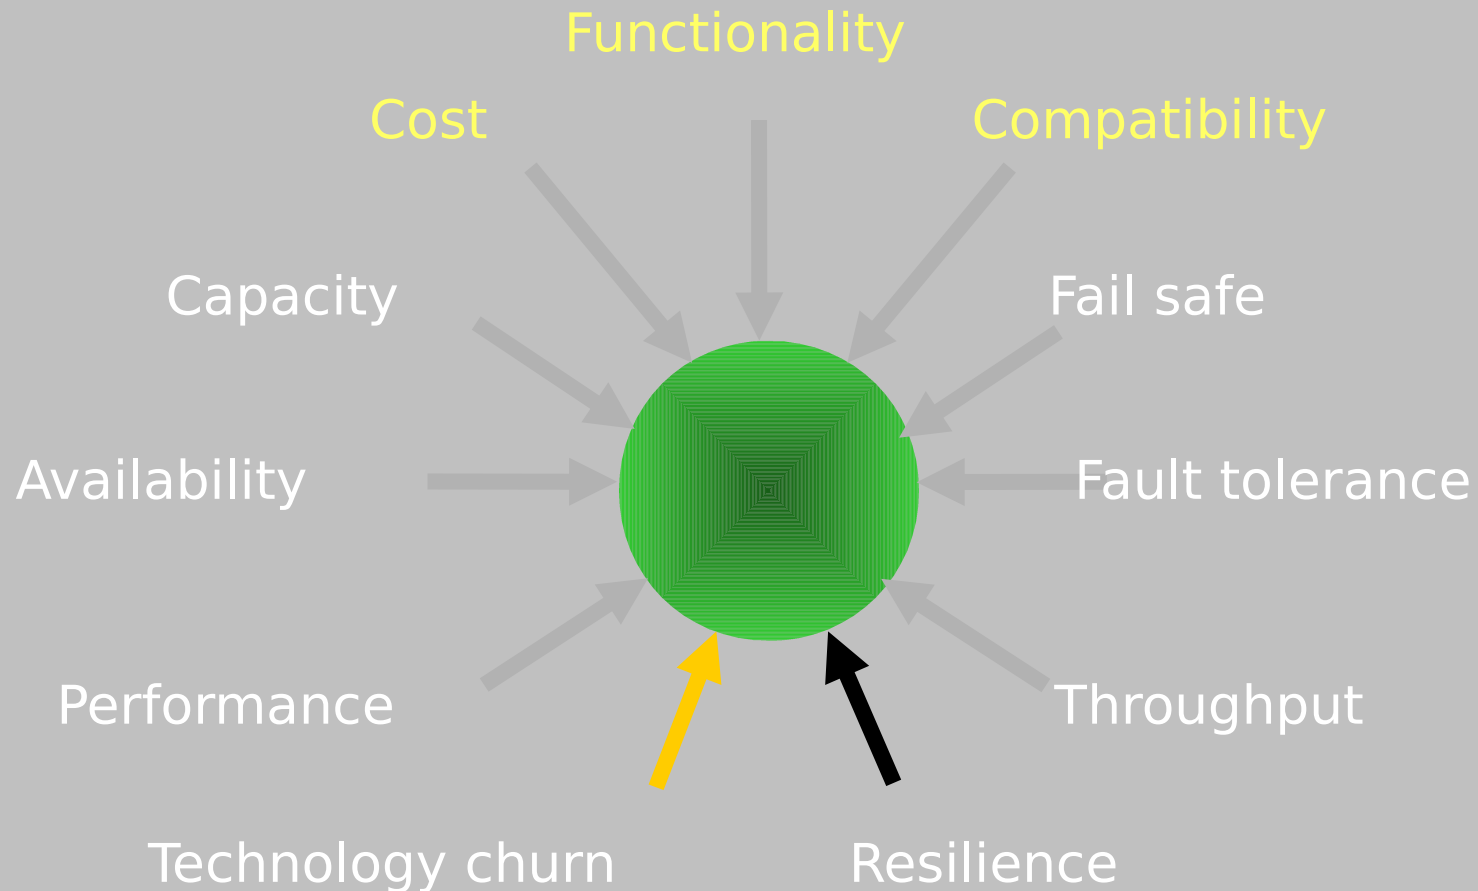 Functionality
Cost
Compatibility
Capacity
Fail safe
Availability
Fault tolerance
Performance
Throughput
Technology churn
Resilience